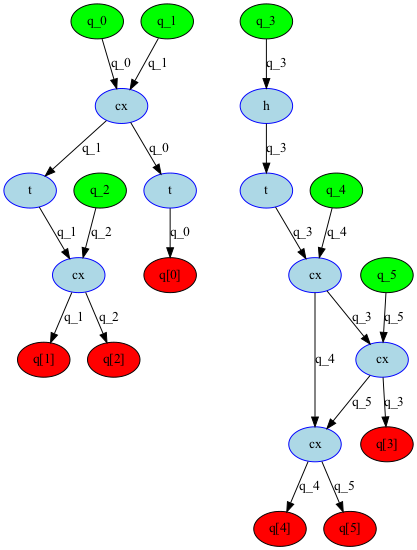 q_0 q_1 q_3
q_0 q_1 q_3
cx h
q_1 q_0 q_3
t q_2 t t q_4
q_1 q_2 q_0 q_3 q_4
cx q[0] cx q_5
q_1 q_2 q_3 q_5
q[1] q[2] q_4 cx
q_5 q_3
cx q[3]
q_4 q_5
q[4] q[5]